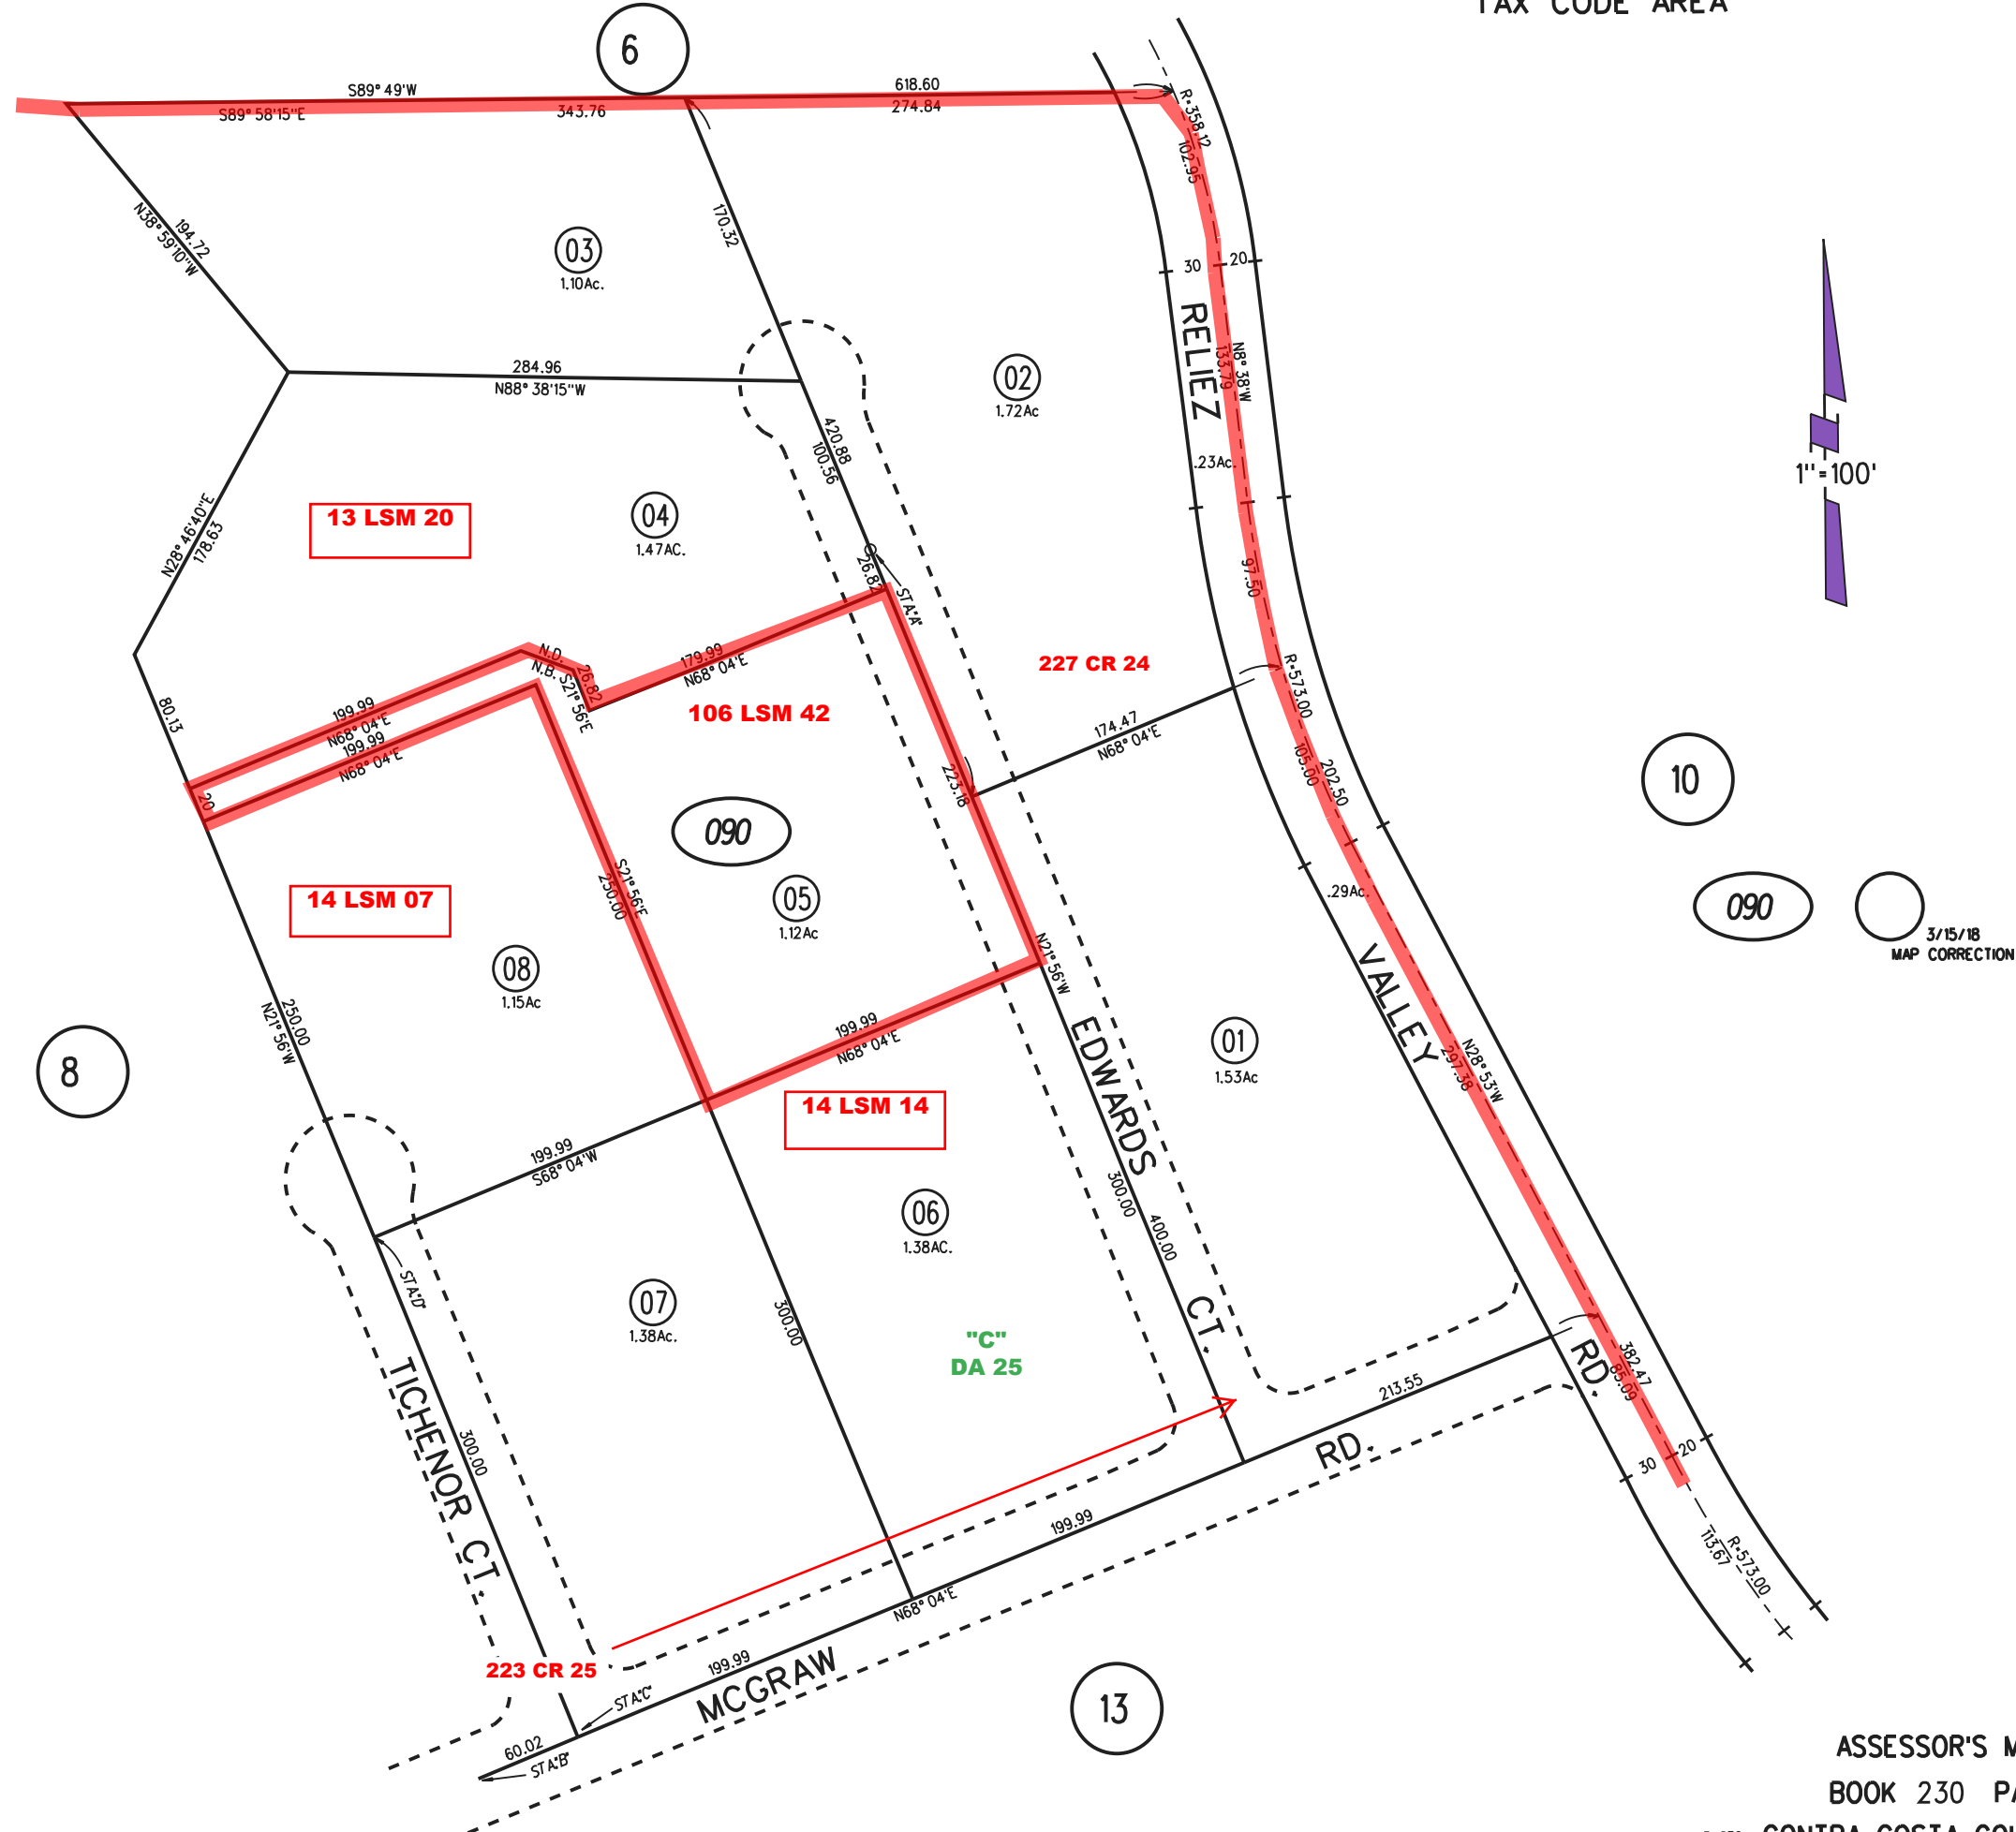 TAX CODE AREA
6
S89° 49'W
618.60
S89° 58'15"E
343.76
274.84
R=358.12
102.95
N38° 59'10"W
194.72
170.32
03
1.10Ac.
30
20
RELIEZ
N8° 38'W
133.79
284.96
N88° 38'15"W
02
1.72Ac
1"=100'
420.88
100.56
.23Ac.
N28° 46'40"E
178.63
13 LSM 20
04
1.47AC.
26.82
STA."A"
97.50
N.D.
N.B.
26.82
S21° 56'E
179.99
N68° 04'E
227 CR 24
R=573.00
80.13
199.99
N68° 04'E
199.99
N68° 04'E
20
106 LSM 42
174.47
N68° 04'E
105.00
202.50
223.18
10
090
S21° 56'E
250.00
14 LSM 07
05
1.12Ac
.29Ac.
090
3/15/18
MAP CORRECTION
08
1.15Ac
N21° 56'W
VALLEY
250.00
N21° 56'W
199.99
N68° 04'E
8
EDWARDS
01
1.53Ac
N28° 53'W
297.38
14 LSM 14
199.99
S68° 04'W
300.00
400.00
06
1.38AC.
STA."D"
07
1.38Ac.
300.00
CT.
"C"
DA 25
RD.
382.47
85.09
213.55
TICHENOR
300.00
CT.
RD.
30
20
199.99
R=573.00
113.67
N68° 04'E
223 CR 25
199.99
STA."C"
MCGRAW
13
60.02
STA."B"
ASSESSOR'S
BOOK 230